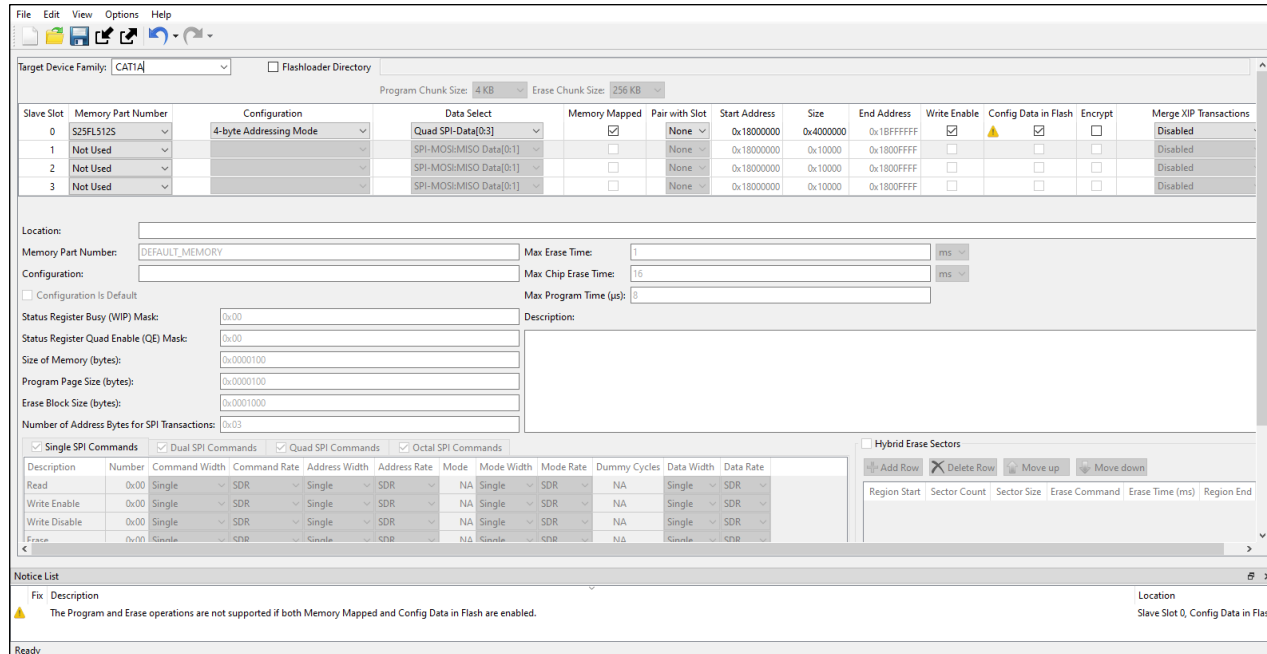 File Edit View Options Help
Target Device Family: CAT1A Flashloader Directory
Program Chunk Size: 4 KB Erase Chunk Size: 256 KB
Slave Slot Memory Part Number Configuration Data Select Memory Mapped Pair with Slot Start Address Size End Address Write Enable Config Data in Flash Encrypt Merge XIP Transactions
0 S25FL512S 4-byte Addressing Mode Quad SPI-Data[0:3] None 0x18000000 0x4000000 0x1BFFFFFF Disabled
1 Not Used SPI-MOSI:MISO Data[0:1] None 0x18000000 0x10000 0x1800FFFF Disabled
2 Not Used SPI-MOSI:MISO Data[0:1] None 0x18000000 0x10000 0x1800FFFF Disabled
3 Not Used SPI-MOSI:MISO Data[0:1] None 0x18000000 0x10000 0x1800FFFF Disabled
Location:
Memory Part Number: DEFAULT_MEMORY Max Erase Time: 1 ms
Configuration: Max Chip Erase Time: 16 ms
Configuration Is Default Max Program Time (µs): 8
Status Register Busy (WIP) Mask: 0x00 Description:
Status Register Quad Enable (QE) Mask: 0x00
Size of Memory (bytes): 0x0000100
Program Page Size (bytes): 0x0000100
Erase Block Size (bytes): 0x0001000
Number of Address Bytes for SPI Transactions: 0x03
Single SPI Commands Dual SPI Commands Quad SPI Commands Octal SPI Commands Hybrid Erase Sectors
Description Number Command Width Command Rate Address Width Address Rate Mode Mode Width Mode Rate Dummy Cycles Data Width Data Rate Add Row Delete Row Move up Move down
Read 0x00 Single SDR Single SDR NA Single SDR NA Single SDR Region Start Sector Count Sector Size Erase Command Erase Time (ms) Region End
Write Enable 0x00 Single SDR Single SDR NA Single SDR NA Single SDR
Write Disable 0x00 Single SDR Single SDR NA Single SDR NA Single SDR
Erase 0x00 Single SDR Single SDR NA Single SDR NA Single SDR
Notice List
Fix Description Location
The Program and Erase operations are not supported if both Memory Mapped and Config Data in Flash are enabled. Slave Slot 0, Config Data in Flas
Ready